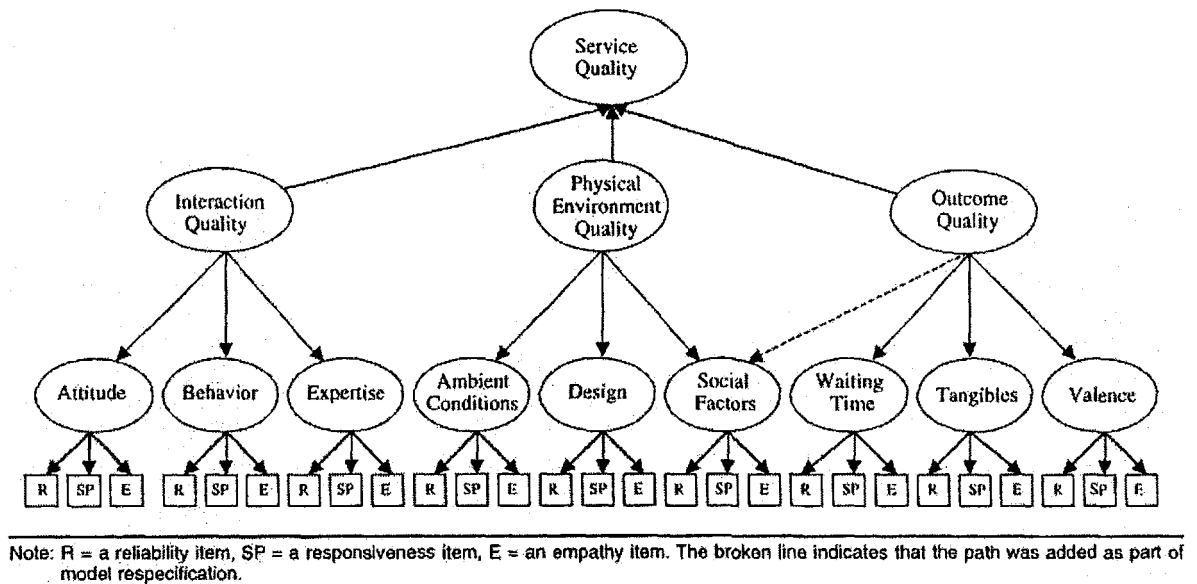 Service
Quality
Interaction
Quality
Physical
Environment
Quality
Outcome
Quality
Attitude
Behavior
Expertise
Ambient
Conditions
Design
Social
Factors
Waiting
Time
Tangibles
Valence
R SP E R SP E R SP E R SP E R SP E R SP E R SP E R SP E R SP E
Note: R = a reliability item, SP = a responsiveness item, E = an empathy item. The broken line indicates that the path was added as part of
model respecification.